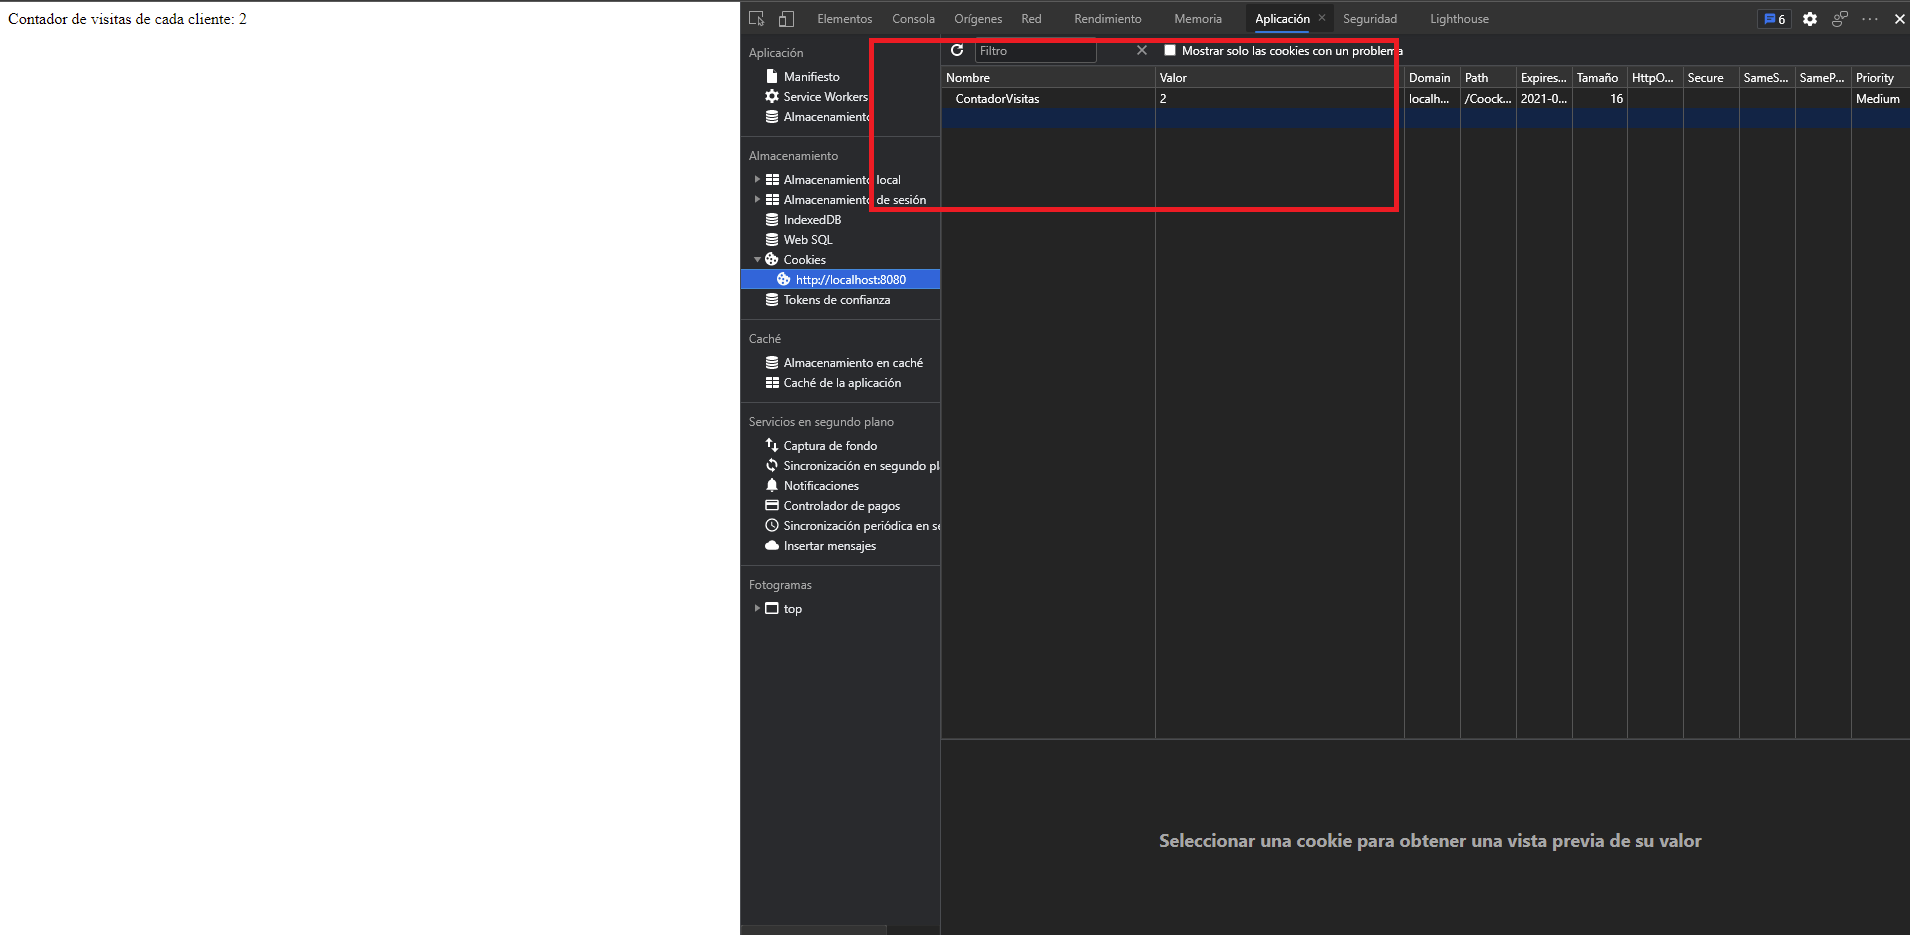 Contador de visitas de cada cliente: 2
Elementos Consola Orígenes Red Rendimiento Memoria Aplicación Seguridad Lighthouse 6
Aplicación
Manifiesto
Service Workers
Almacenamiento
Almacenamiento
Almacenamiento local
Almacenamiento de sesión
IndexedDB
Web SQL
Cookies
http://localhost:8080
Tokens de confianza
Caché
Almacenamiento en caché
Caché de la aplicación
Servicios en segundo plano
Captura de fondo
Sincronización en segundo pla
Notificaciones
Controlador de pagos
Sincronización periódica en se
Insertar mensajes
Fotogramas
top
Filtro Mostrar solo las cookies con un problema
Nombre Valor Domain Path Expires... Tamaño HttpO... Secure SameS... SameP... Priority
ContadorVisitas 2 localh... /Coock... 2021-0... 16 Medium
Seleccionar una cookie para obtener una vista previa de su valor